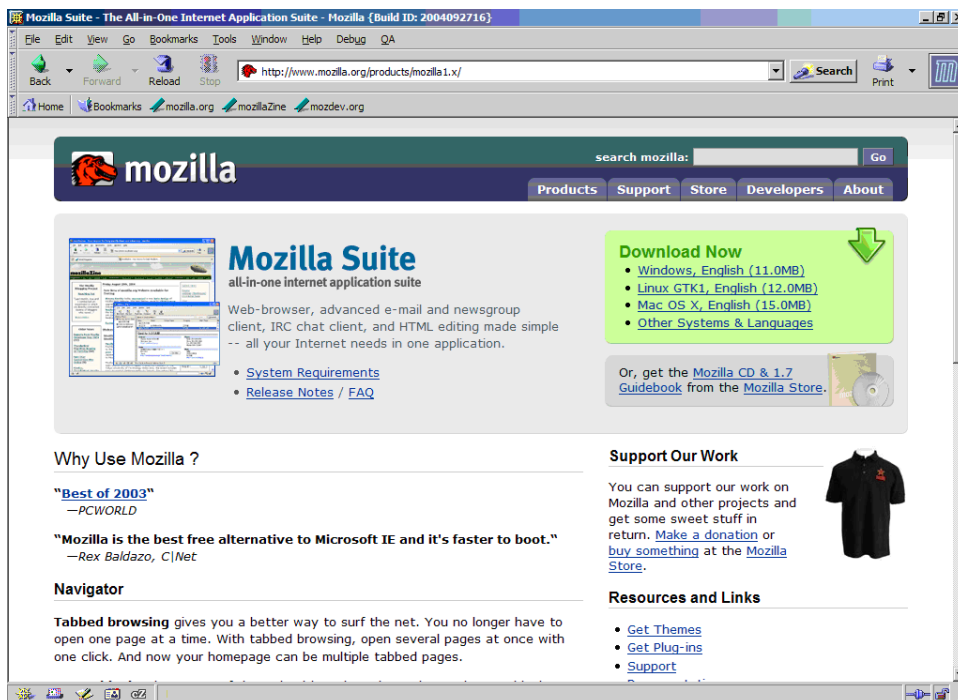 Mozilla Suite - The All-in-One Internet Application Suite - Mozilla {Build ID: 2004092716}
File Edit View Go Bookmarks Tools Window Help Debug QA
Back Forward Reload Stop http://www.mozilla.org/products/mozilla1.x/ Search Print
Home Bookmarks mozilla.org mozillaZine mozdev.org
mozilla
search mozilla: Go
Products Support Store Developers About
Mozilla Suite
all-in-one internet application suite
Web-browser, advanced e-mail and newsgroup
client, IRC chat client, and HTML editing made simple
-- all your Internet needs in one application.
System Requirements
Release Notes / FAQ
Download Now
Windows, English (11.0MB)
Linux GTK1, English (12.0MB)
Mac OS X, English (15.0MB)
Other Systems & Languages
Or, get the Mozilla CD & 1.7
Guidebook from the Mozilla Store.
Why Use Mozilla ?
"Best of 2003"
—PCWORLD
"Mozilla is the best free alternative to Microsoft IE and it's faster to boot."
—Rex Baldazo, C|Net
Navigator
Tabbed browsing gives you a better way to surf the net. You no longer have to
open one page at a time. With tabbed browsing, open several pages at once with
one click. And now your homepage can be multiple tabbed pages.
Support Our Work
You can support our work on
Mozilla and other projects and
get some sweet stuff in
return. Make a donation or
buy something at the Mozilla
Store.
Resources and Links
Get Themes
Get Plug-ins
Support